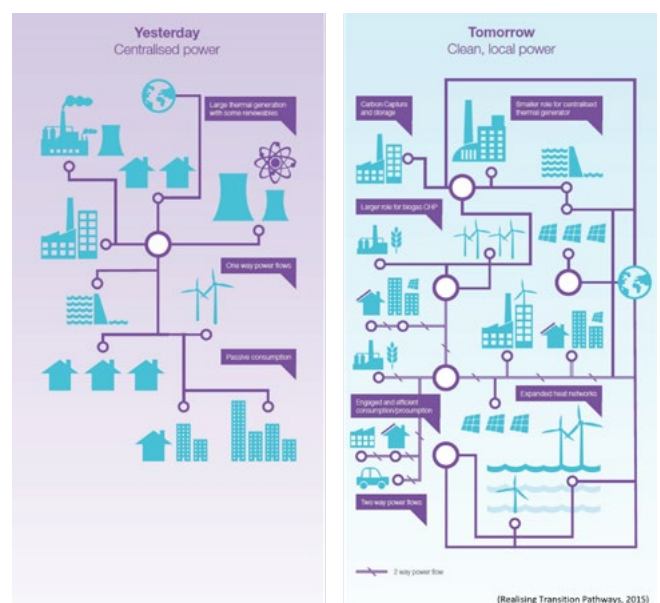 Yesterday
Centralised power
Large thermal generation
with some renewables
One way power flows
Passive consumption
Tomorrow
Clean, local power
Carbon Capture
and storage
Smaller role for centralised
thermal generator
Larger role for biogas CHP
Engaged and efficient
consumption/prosumption
Expanded heat networks
Two way power flows
2 way power flow
(Realising Transition Pathways, 2015)